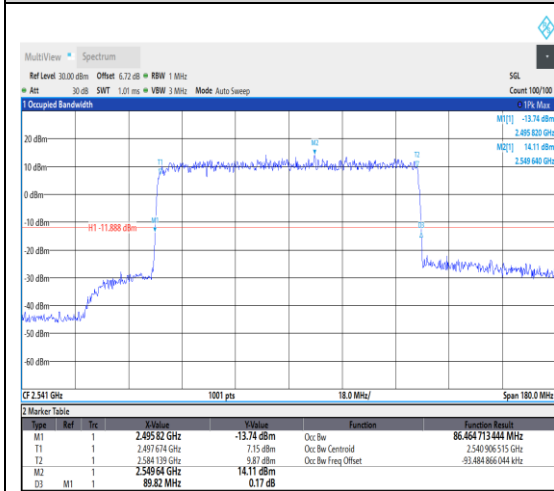 MultiView Spectrum
Ref Level 30.00 dBm Offset 6.72 dB RBW 1 MHz SGL
Att 30 dB SWT 1.01 ms VBW 3 MHz Mode Auto Sweep Count 100/100
1 Occupied Bandwidth 1Pk Max
M1[1] -13.74 dBm
2.495 820 GHz
M2[1] 14.11 dBm
2.549 640 GHz
20 dBm
M2
T1
T2
10 dBm
0 dBm
-10 dBm
M1
D3
H1 -11.888 dBm
-20 dBm
-30 dBm
-40 dBm
-50 dBm
-60 dBm
CF 2.541 GHz 1001 pts 18.0 MHz/ Span 180.0 MHz
2 Marker Table
Type Ref Trc X-Value Y-Value Function Function Result
M1 1 2.495 82 GHz -13.74 dBm Occ Bw 86.464 713 444 MHz
T1 1 2.497 674 GHz 7.15 dBm Occ Bw Centroid 2.540 906 515 GHz
T2 1 2.584 139 GHz 9.87 dBm Occ Bw Freq Offset -93.484 866 044 kHz
M2 1 2.549 64 GHz 14.11 dBm
D3 M1 1 89.82 MHz 0.17 dB